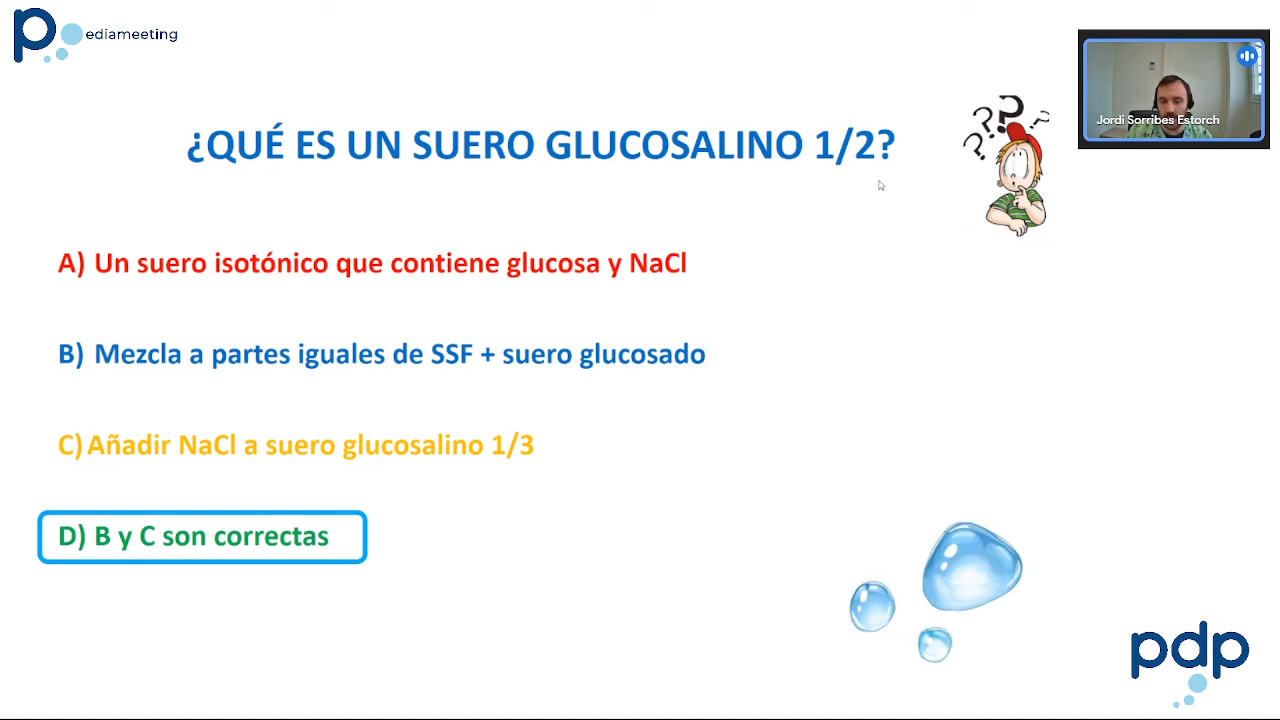 pediameeting
Jordi Sorribes Estorch
¿QUÉ ES UN SUERO GLUCOSALINO 1/2?
A) Un suero isotónico que contiene glucosa y NaCl
B) Mezcla a partes iguales de SSF + suero glucosado
C) Añadir NaCl a suero glucosalino 1/3
D) B y C son correctas
pdp